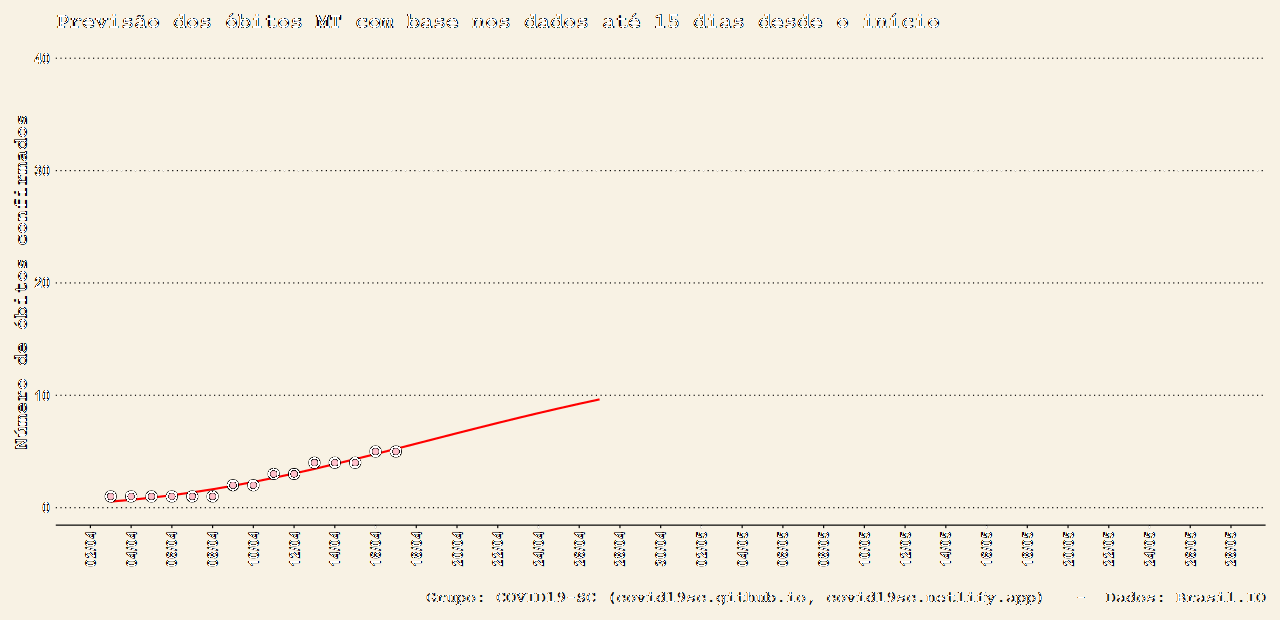 Previsão dos óbitos MT com base nos dados até 15 dias desde o início
Número de óbitos confirmados
40
30
20
10
0
02/04 04/04 06/04 08/04 10/04 12/04 14/04 16/04 18/04 20/04 22/04 24/04 26/04 28/04 30/04 02/05 04/05 06/05 08/05 10/05 12/05 14/05 16/05 18/05 20/05 22/05 24/05 26/05 28/05
Grupo: COVID19-SC (covid19sc.github.io, covid19sc.netlify.app) -- Dados: Brasil.IO